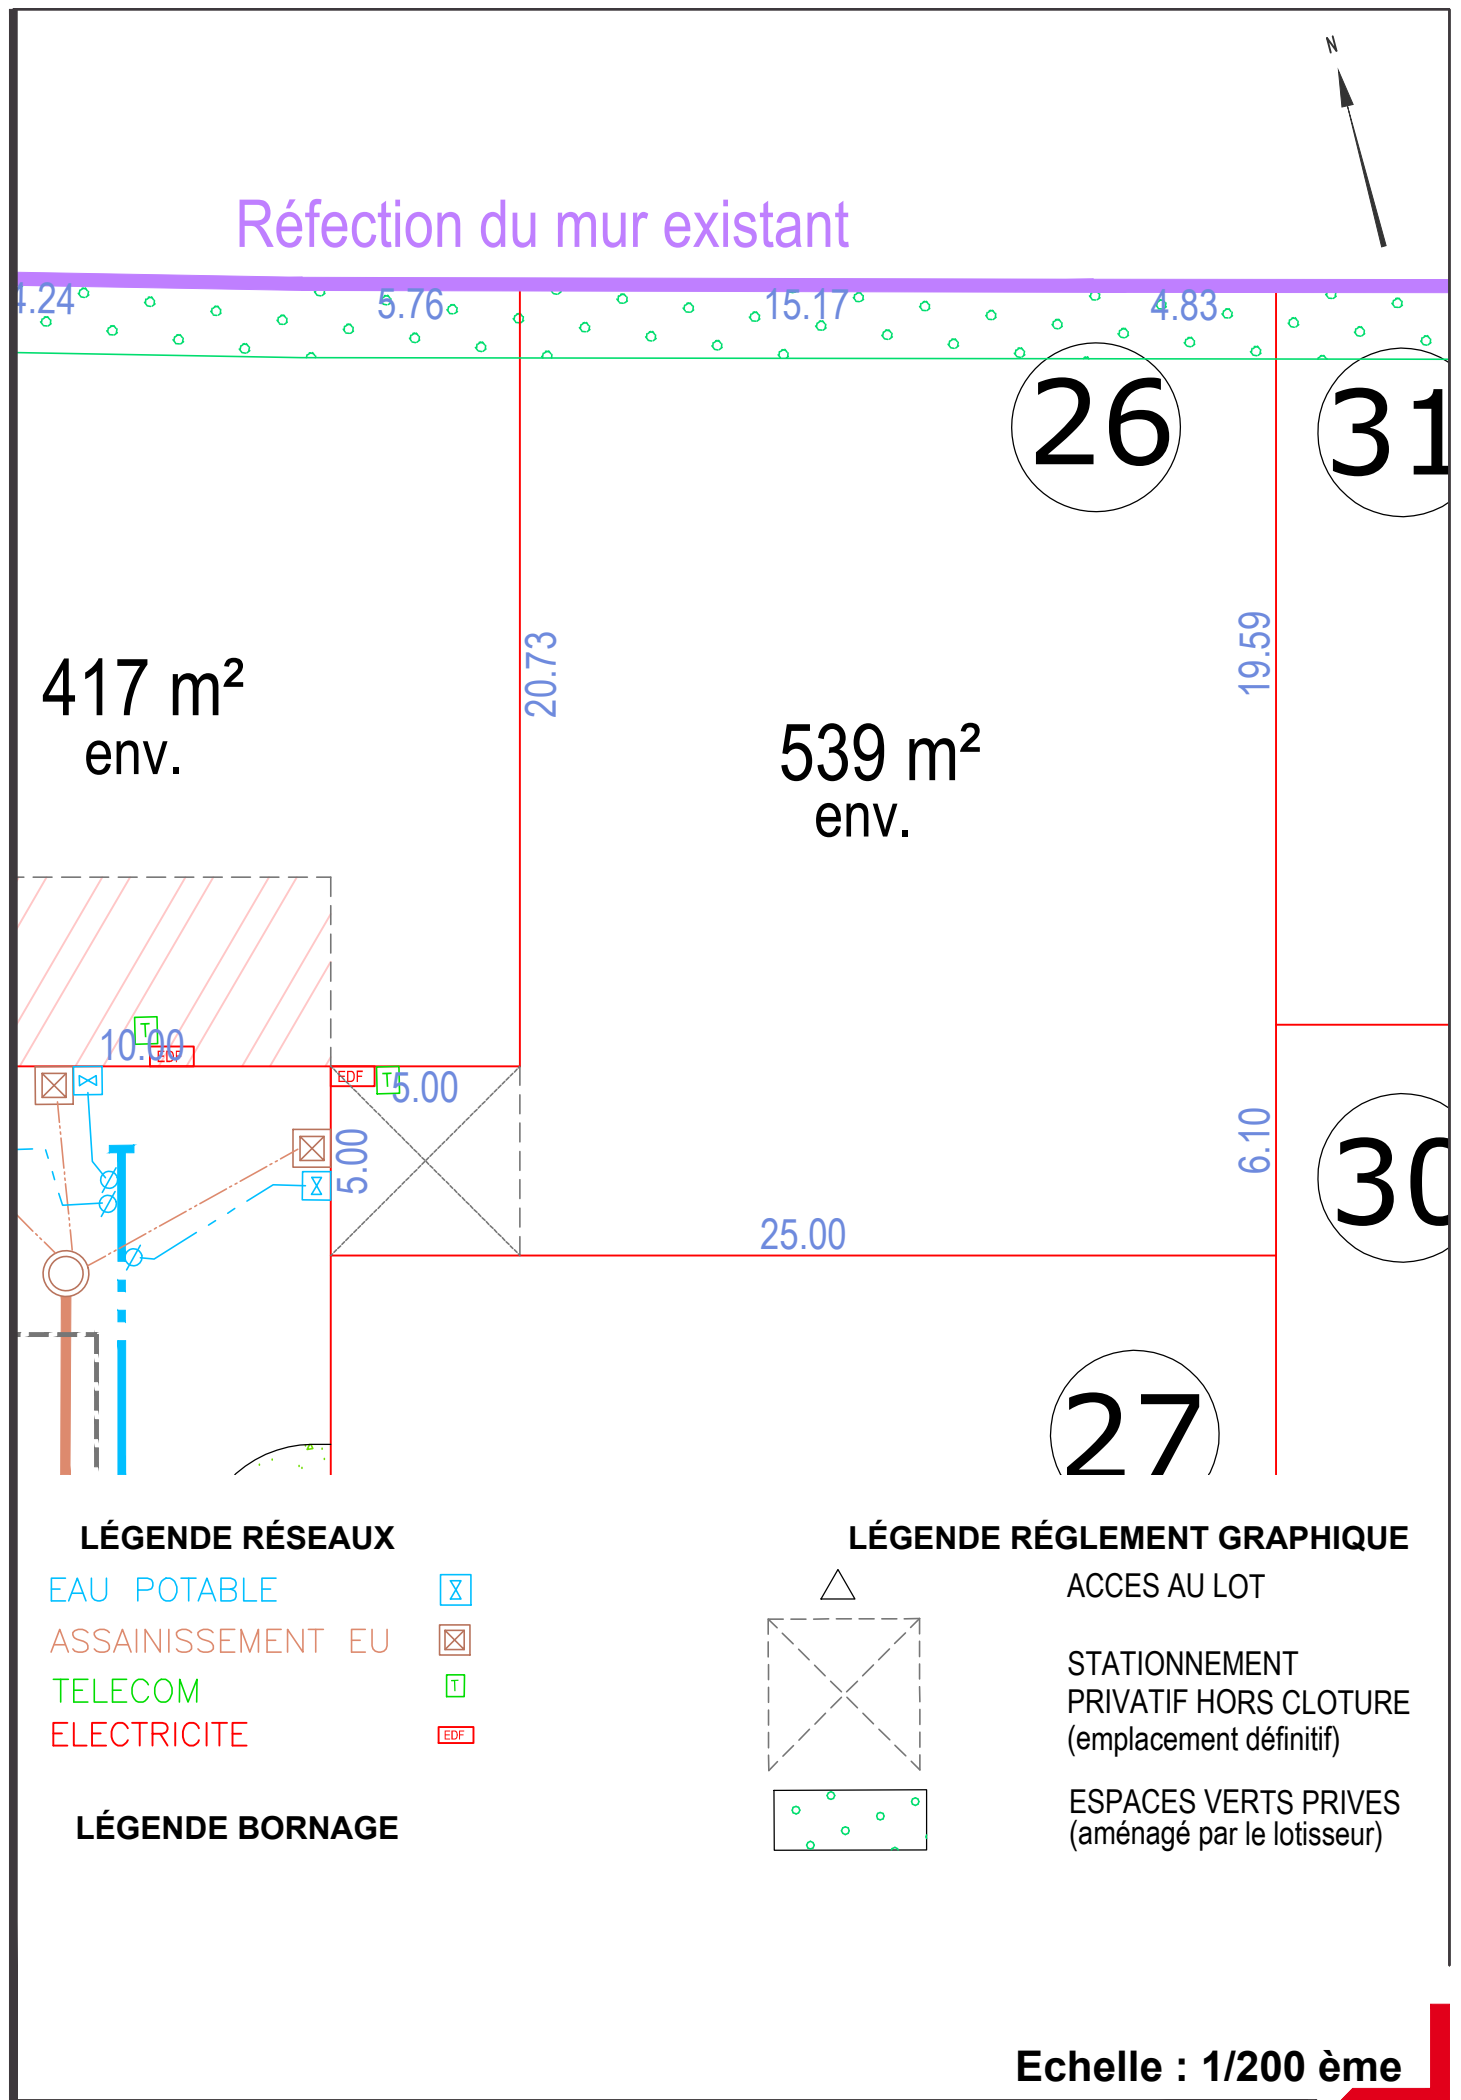 N
Réfection du mur existant
4.24
5.76
15.17
4.83
26
31
20.73
19.59
417 m²
env.
539 m²
env.
T
10.00
EDF
EDF
T
5.00
5.00
6.10
30
25.00
27
LÉGENDE RÉSEAUX
EAU POTABLE
ASSAINISSEMENT EU
TELECOM
T
ELECTRICITE
EDF
LÉGENDE BORNAGE
LÉGENDE RÉGLEMENT GRAPHIQUE
ACCES AU LOT
STATIONNEMENT
PRIVATIF HORS CLOTURE
(emplacement définitif)
ESPACES VERTS PRIVES
(aménagé par le lotisseur)
Echelle : 1/200 ème